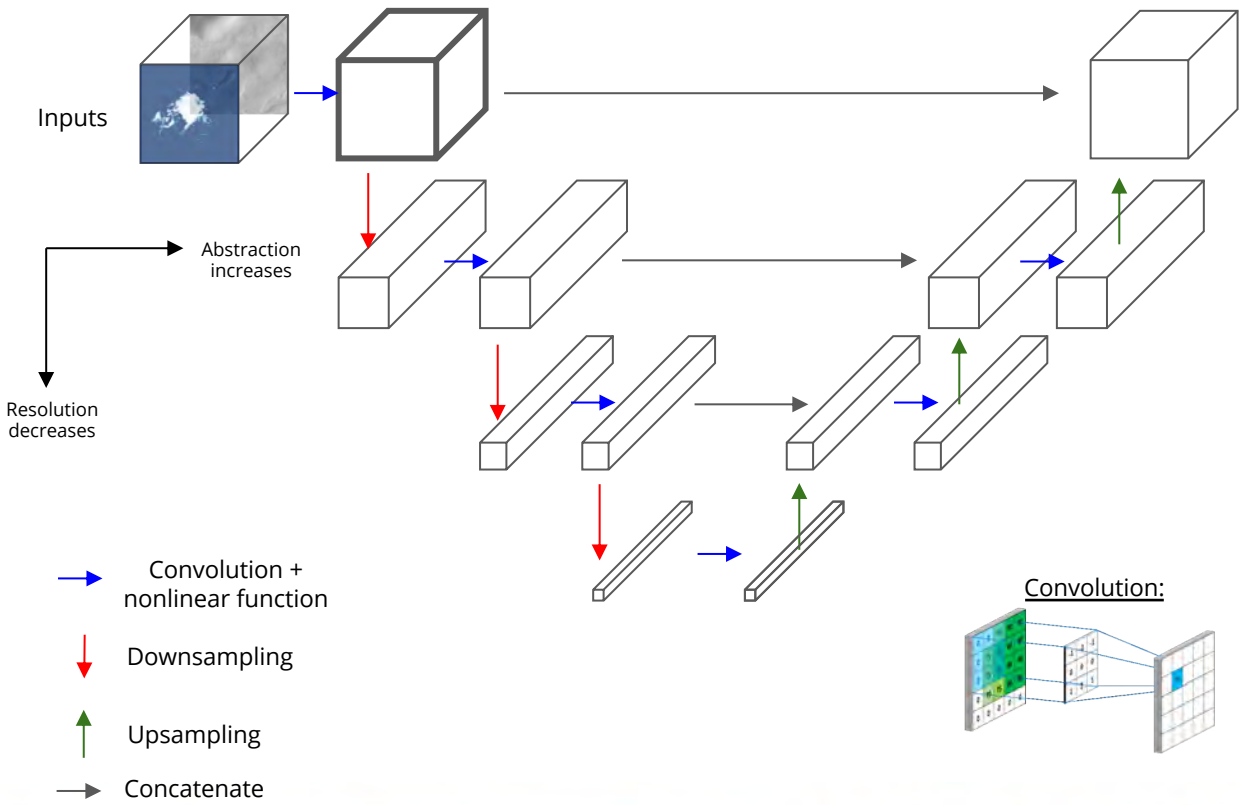 Inputs
Abstraction
increases
Resolution
decreases
Convolution +
nonlinear function
Downsampling
Upsampling
Concatenate
Convolution: